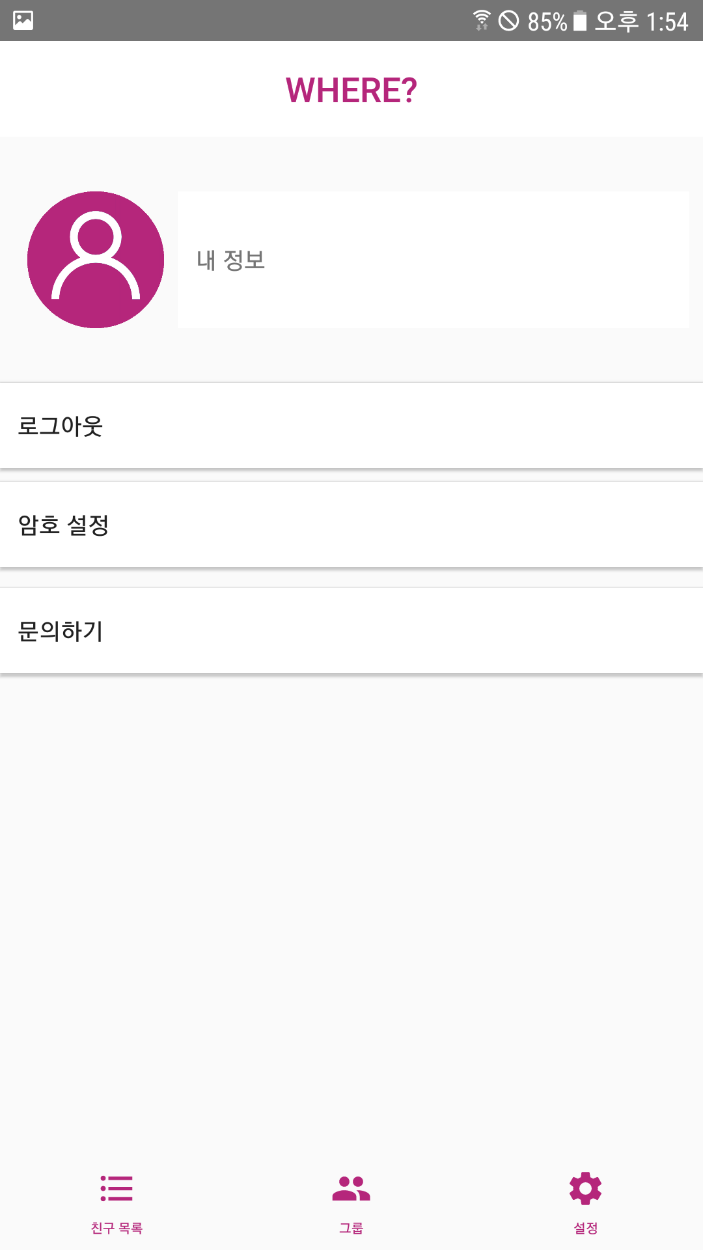 85% 오후 1:54
WHERE?
내 정보
로그아웃
암호 설정
문의하기
친구 목록
그룹
설정